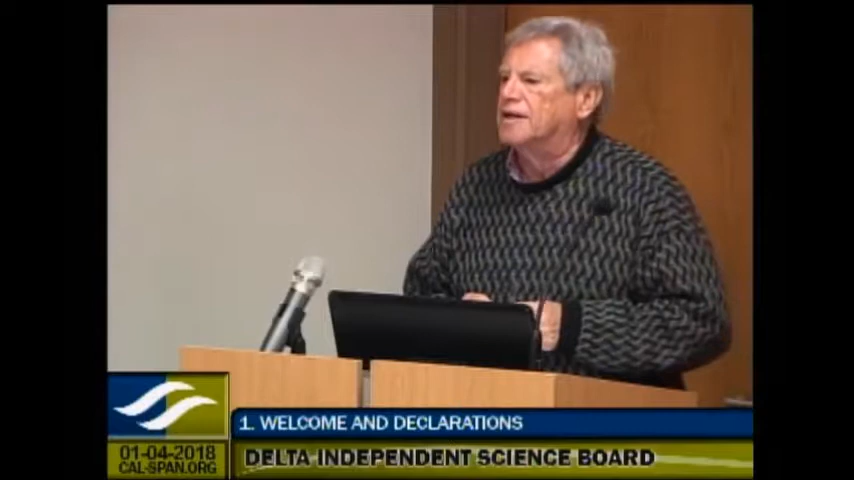 1. WELCOME AND DECLARATIONS
DELTA INDEPENDENT SCIENCE BOARD
01-04-2018
CAL-SPAN.ORG